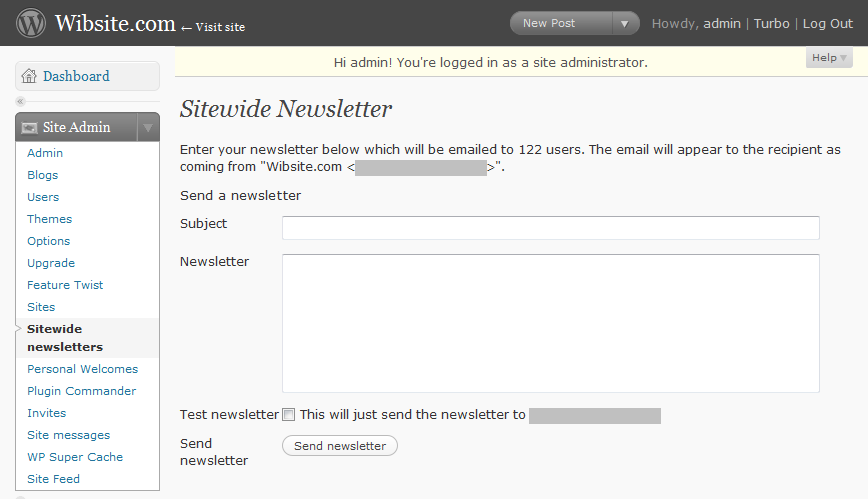 Wibsite.com ← Visit site
New Post
Howdy, admin | Turbo | Log Out
Hi admin! You're logged in as a site administrator.
Help
Dashboard
Site Admin
Admin
Blogs
Users
Themes
Options
Upgrade
Feature Twist
Sites
Sitewide
newsletters
Personal Welcomes
Plugin Commander
Invites
Site messages
WP Super Cache
Site Feed
Sitewide Newsletter
Enter your newsletter below which will be emailed to 122 users. The email will appear to the recipient as
coming from "Wibsite.com < >".
Send a newsletter
Subject
Newsletter
Test newsletter This will just send the newsletter to
Send
newsletter
Send newsletter